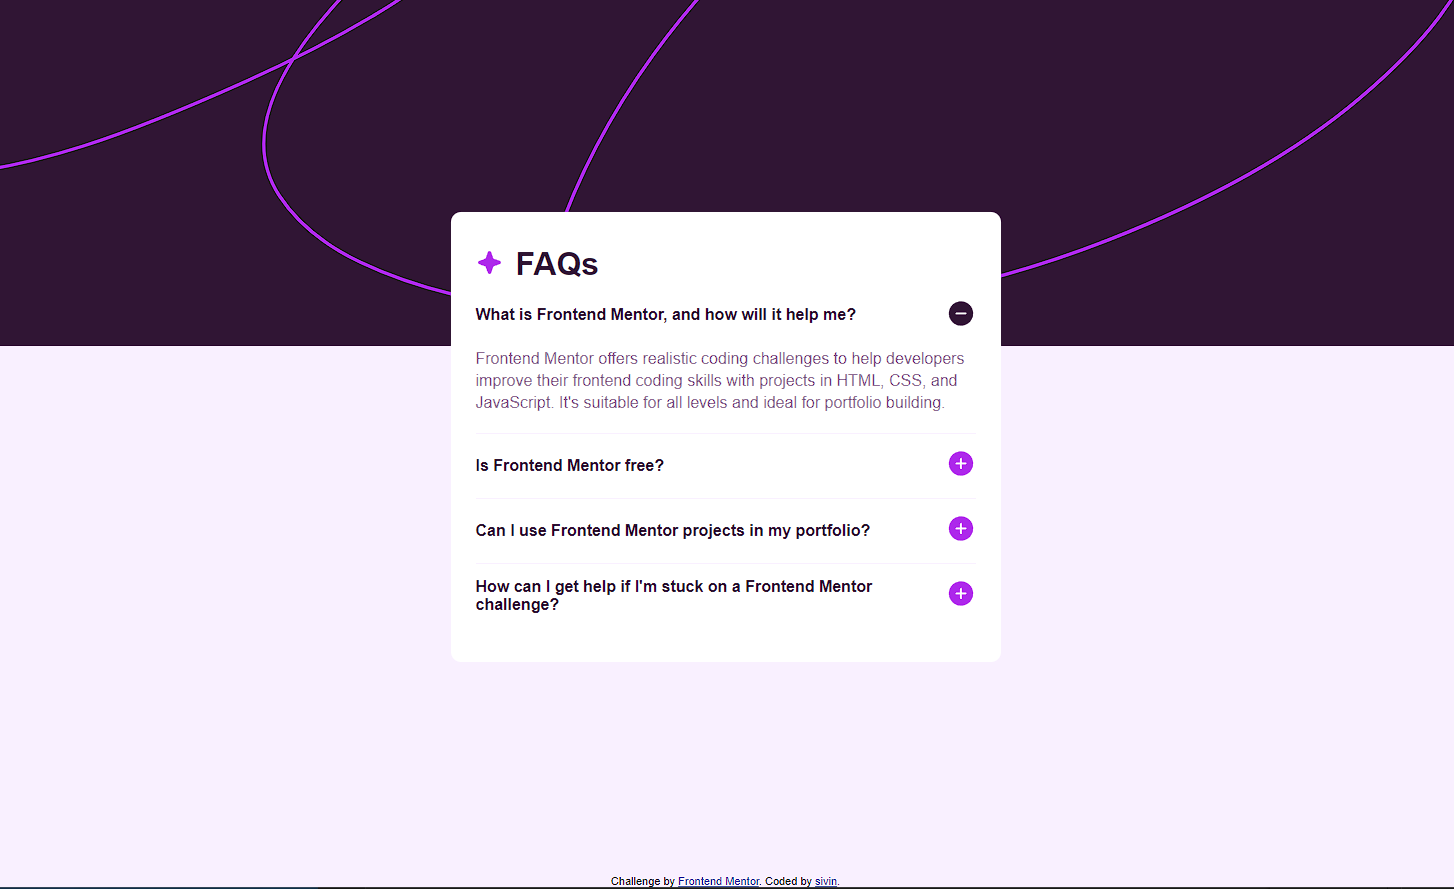 FAQs
What is Frontend Mentor, and how will it help me?
Frontend Mentor offers realistic coding challenges to help developers
improve their frontend coding skills with projects in HTML, CSS, and
JavaScript. It's suitable for all levels and ideal for portfolio building.
Is Frontend Mentor free?
Can I use Frontend Mentor projects in my portfolio?
How can I get help if I'm stuck on a Frontend Mentor
challenge?
Challenge by Frontend Mentor. Coded by sivin.